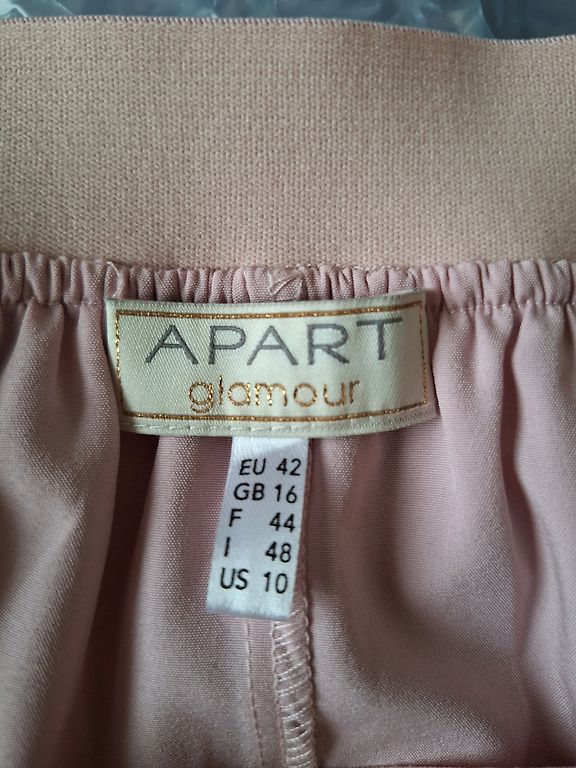 APART
glamour
EU 42
GB 16
F 44
I 48
US 10